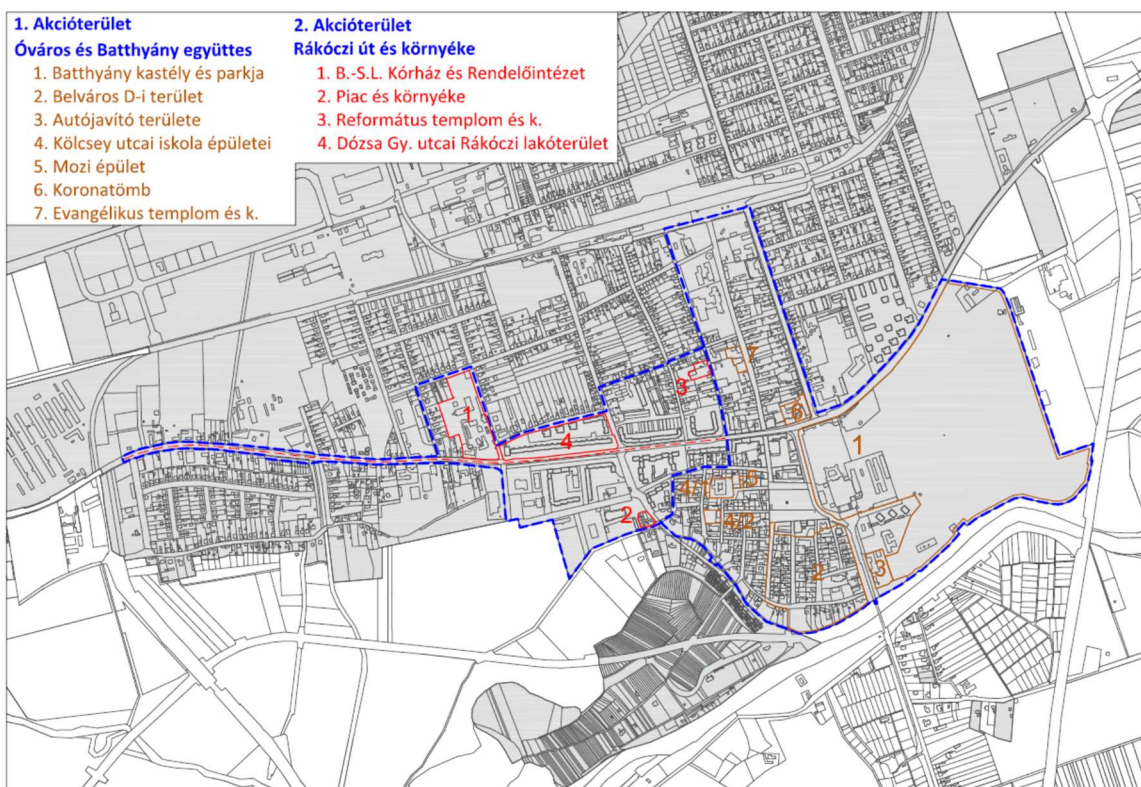 1. Akcióterület
Óváros és Batthyány együttes
1. Batthyány kastély és parkja
2. Belváros D-i terület
3. Autójavító területe
4. Kölcsey utcai iskola épületei
5. Mozi épület
6. Koronatömb
7. Evangélikus templom és k.
2. Akcióterület
Rákóczi út és környéke
1. B.-S.L. Kórház és Rendelőintézet
2. Piac és környéke
3. Református templom és k.
4. Dózsa Gy. utcai Rákóczi lakóterület
7
3
6
1
4
1
5
4/1
2
4/2
2
3